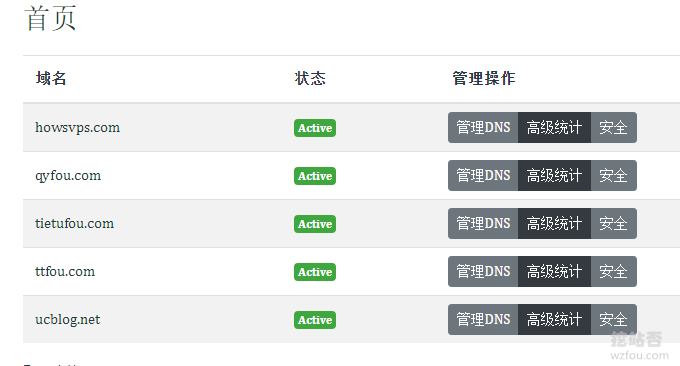 首页
域名 状态 管理操作
howsvps.com Active 管理DNS 高级统计 安全
qyfou.com Active 管理DNS 高级统计 安全
tietufou.com Active 管理DNS 高级统计 安全
ttfou.com Active 管理DNS 高级统计 安全
ucblog.net Active 管理DNS 高级统计 安全
挖站否
wzfou.com